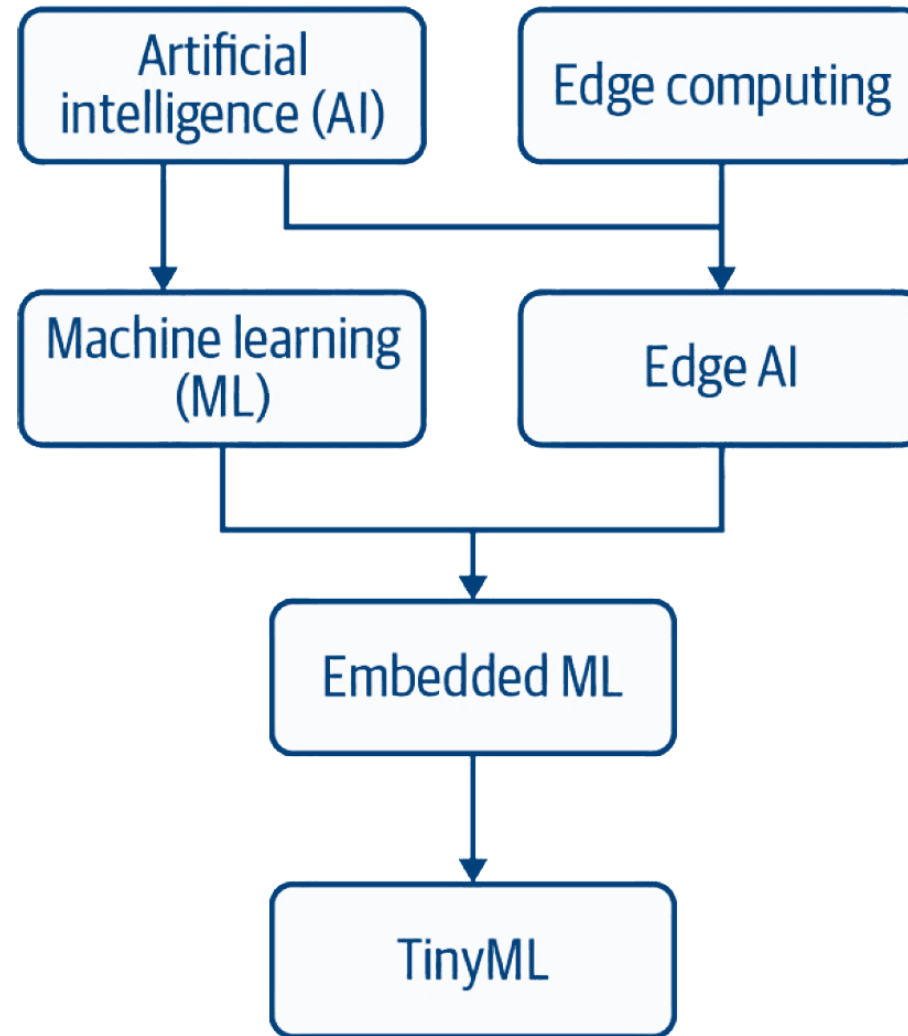 Artificial
intelligence (AI)
Edge computing
Machine learning
(ML)
Edge AI
Embedded ML
TinyML